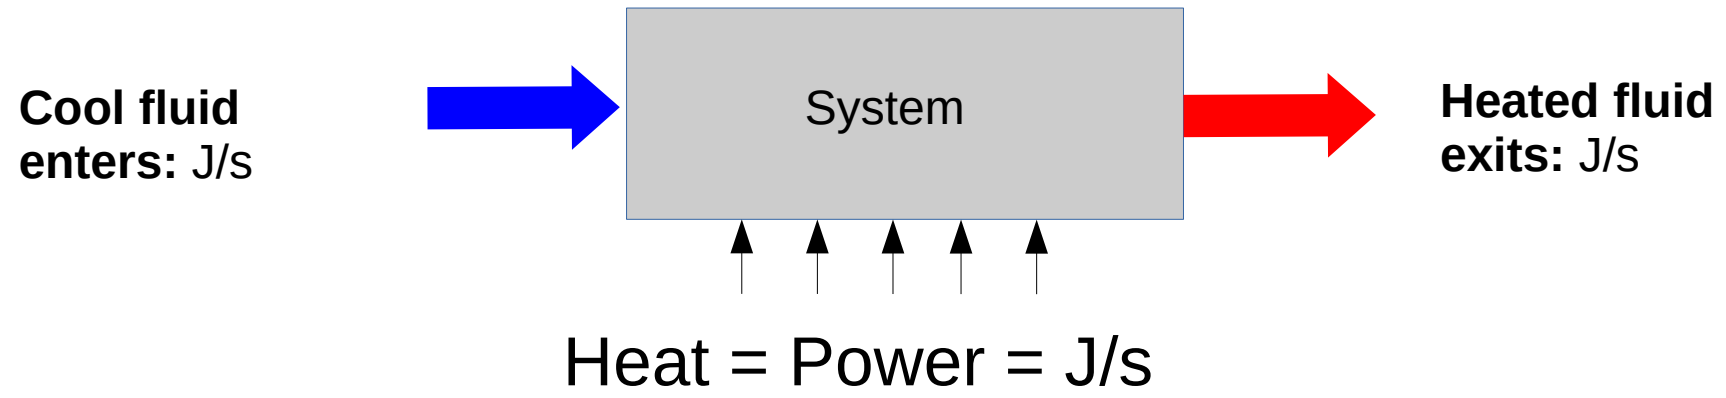 Cool fluid
enters: J/s
System
Heated fluid
exits: J/s
Heat = Power = J/s